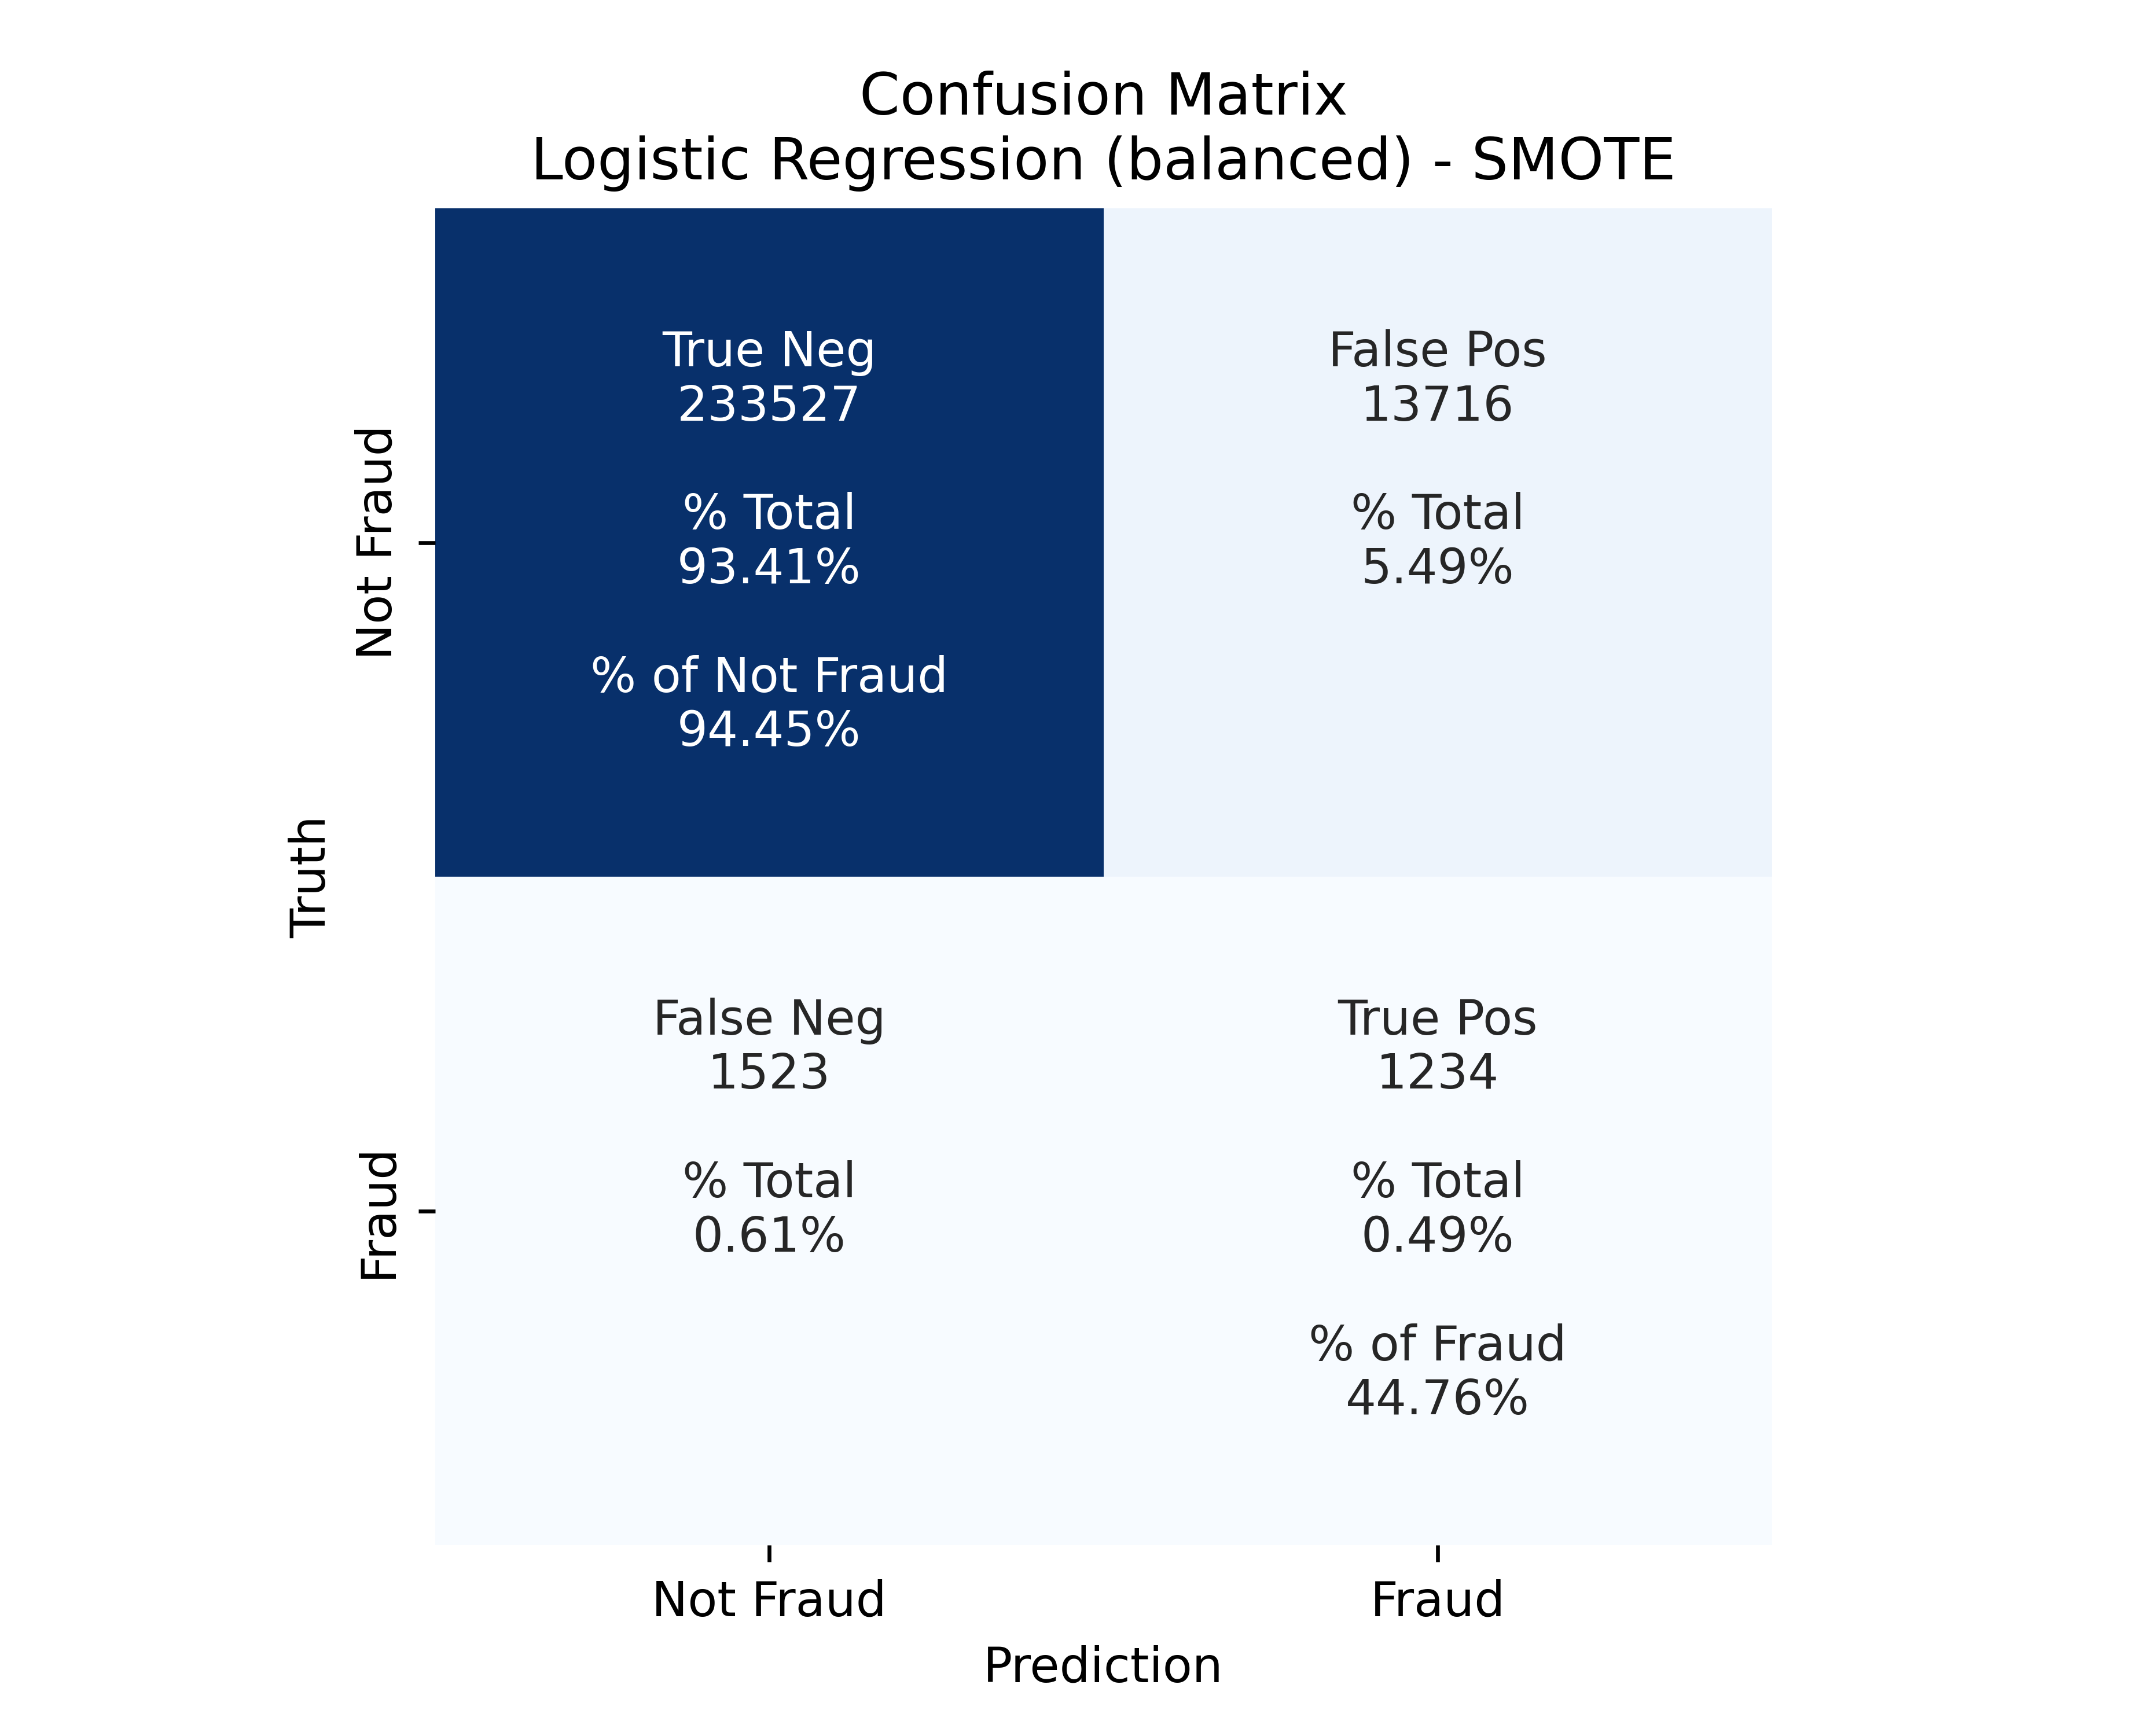 Confusion Matrix
Logistic Regression (balanced) - SMOTE
True Neg
233527
% Total
93.41%
% of Not Fraud
94.45%
False Pos
13716
% Total
5.49%
False Neg
1523
% Total
0.61%
True Pos
1234
% Total
0.49%
% of Fraud
44.76%
Truth
Not Fraud
Fraud
Not Fraud
Fraud
Prediction